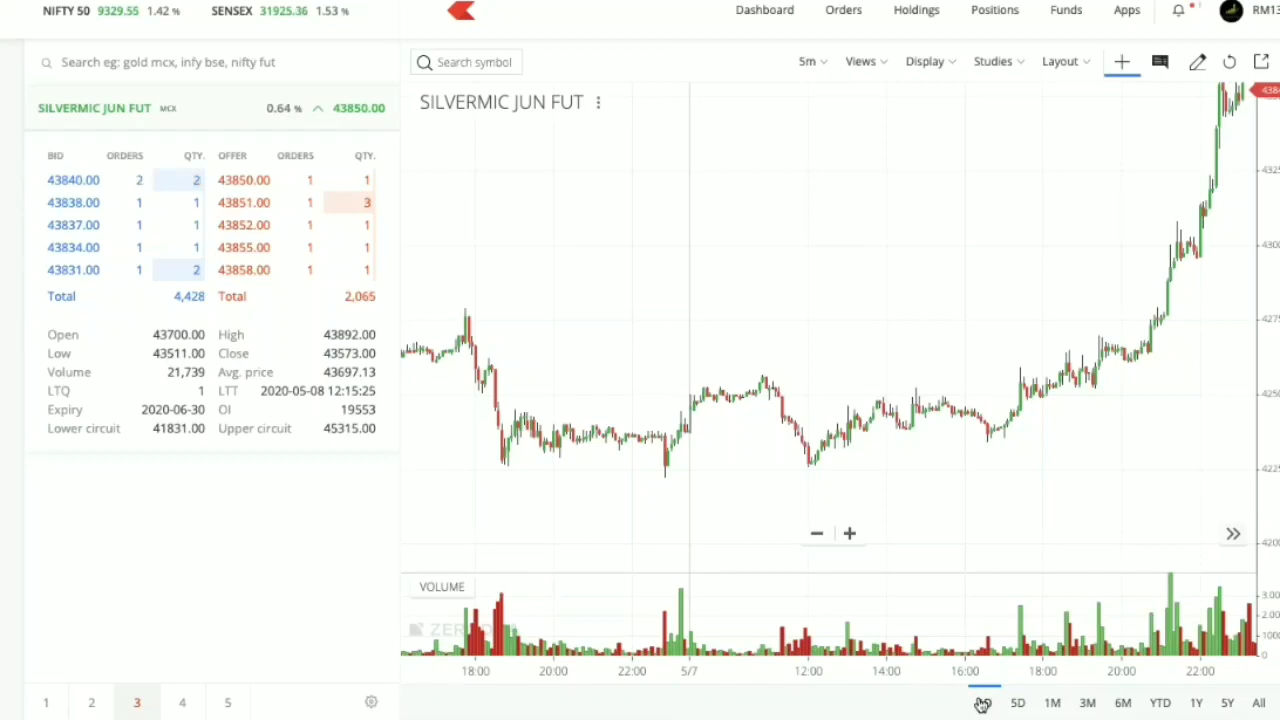 NIFTY 50 9329.55 1.42 % SENSEX 31925.36 1.53 %
Dashboard Orders Holdings Positions Funds Apps RM13
Search eg: gold mcx, infy bse, nifty fut
Search symbol 5m Views Display Studies Layout
SILVERMIC JUN FUT MCX 0.64 % 43850.00
SILVERMIC JUN FUT
BID ORDERS QTY. OFFER ORDERS QTY.
43840.00 2 2 43850.00 1 1
43838.00 1 1 43851.00 1 3
43837.00 1 1 43852.00 1 1
43834.00 1 1 43855.00 1 1
43831.00 1 2 43858.00 1 1
Total 4,428 Total 2,065
Open 43700.00 High 43892.00
Low 43511.00 Close 43573.00
Volume 21,739 Avg. price 43697.13
LTQ 1 LTT 2020-05-08 12:15:25
Expiry 2020-06-30 OI 19553
Lower circuit 41831.00 Upper circuit 45315.00
VOLUME
18:00 20:00 22:00 5/7 12:00 14:00 16:00 18:00 20:00 22:00
1 2 3 4 5
5D 1M 3M 6M YTD 1Y 5Y All